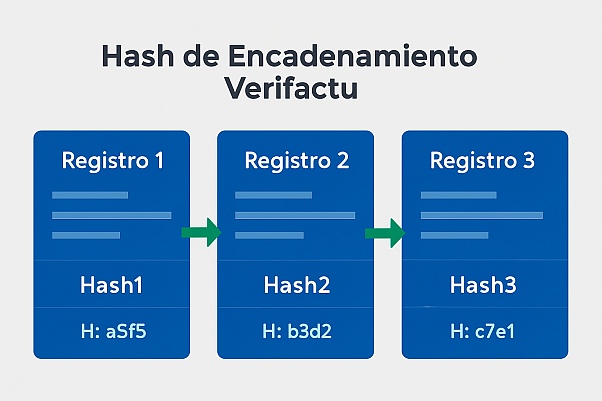 Hash de Encadenamiento
Verifactu
Registro 1
Hash1
H: aSf5
Registro 2
Hash2
H: b3d2
Registro 3
Hash3
H: c7e1